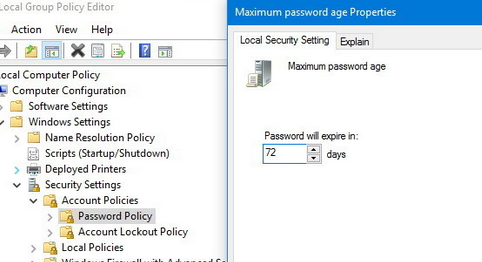 Local Group Policy Editor
Action View Help
Local Computer Policy
Computer Configuration
Software Settings
Windows Settings
Name Resolution Policy
Scripts (Startup/Shutdown)
Deployed Printers
Security Settings
Account Policies
Password Policy
Account Lockout Policy
Local Policies
Windows Firewall with Advanced Se
Maximum password age Properties
Local Security Setting Explain
Maximum password age
Password will expire in:
72 days